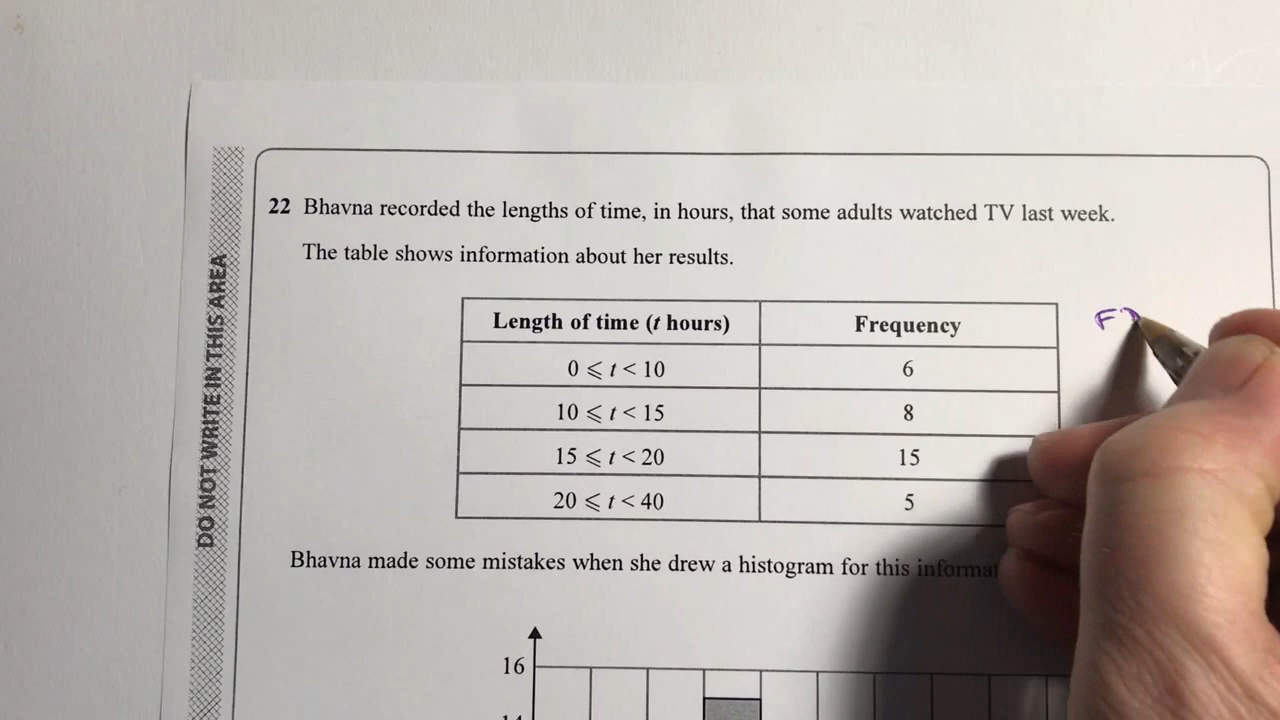 22 Bhavna recorded the lengths of time, in hours, that some adults watched TV last week.
The table shows information about her results.
Length of time (t hours) Frequency
0 ⩽ t < 10 6
10 ⩽ t < 15 8
15 ⩽ t < 20 15
20 ⩽ t < 40 5
Bhavna made some mistakes when she drew a histogram for this
16
DO NOT WRITE IN THIS AREA